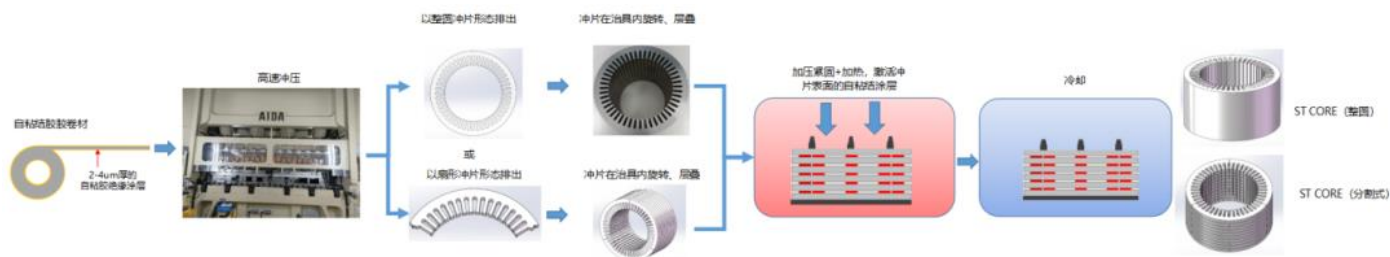 自粘结胶卷材
2-4um厚的
自粘胶绝缘涂层
高速冲压
AIDA
以整圆冲片形态排出
冲片在治具内旋转、层叠
或
以扇形冲片形态排出
冲片在治具内旋转、层叠
加压紧固+加热，激活冲
片表面的自粘结涂层
冷却
ST CORE（整圆）
ST CORE（分割式）